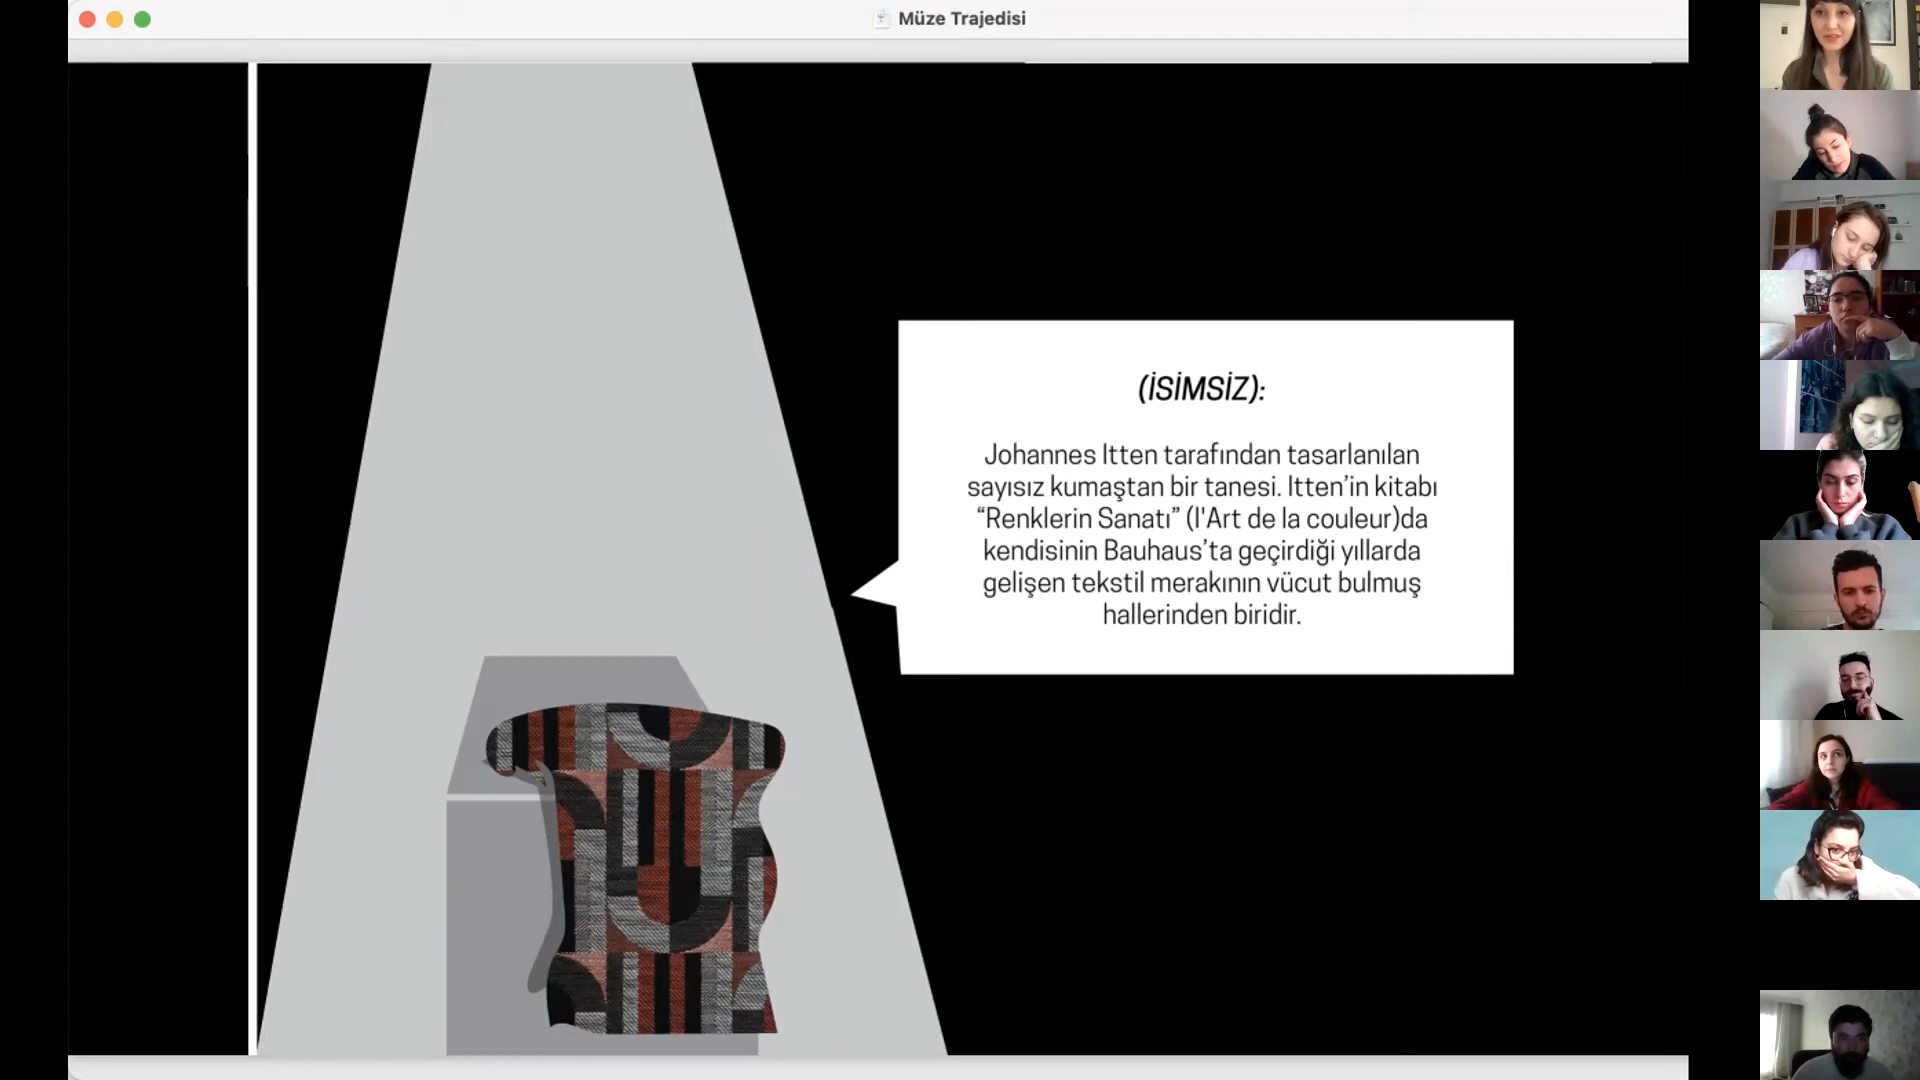 Müze Trajedisi
(İSİMSİZ):
Johannes Itten tarafından tasarlanılan
sayısız kumaştan bir tanesi. Itten’in kitabı
“Renklerin Sanatı” (l'Art de la couleur)da
kendisinin Bauhaus’ta geçirdiği yıllarda
gelişen tekstil merakının vücut bulmuş
hallerinden biridir.